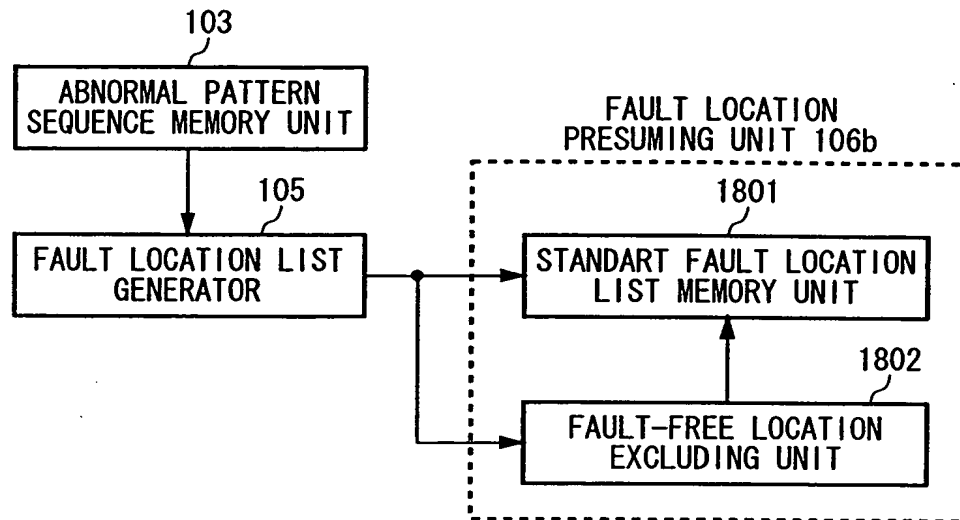 103
ABNORMAL PATTERN
SEQUENCE MEMORY UNIT
105
FAULT LOCATION LIST
GENERATOR
FAULT LOCATION
PRESUMING UNIT 106b
1801
STANDART FAULT LOCATION
LIST MEMORY UNIT
1802
FAULT-FREE LOCATION
EXCLUDING UNIT